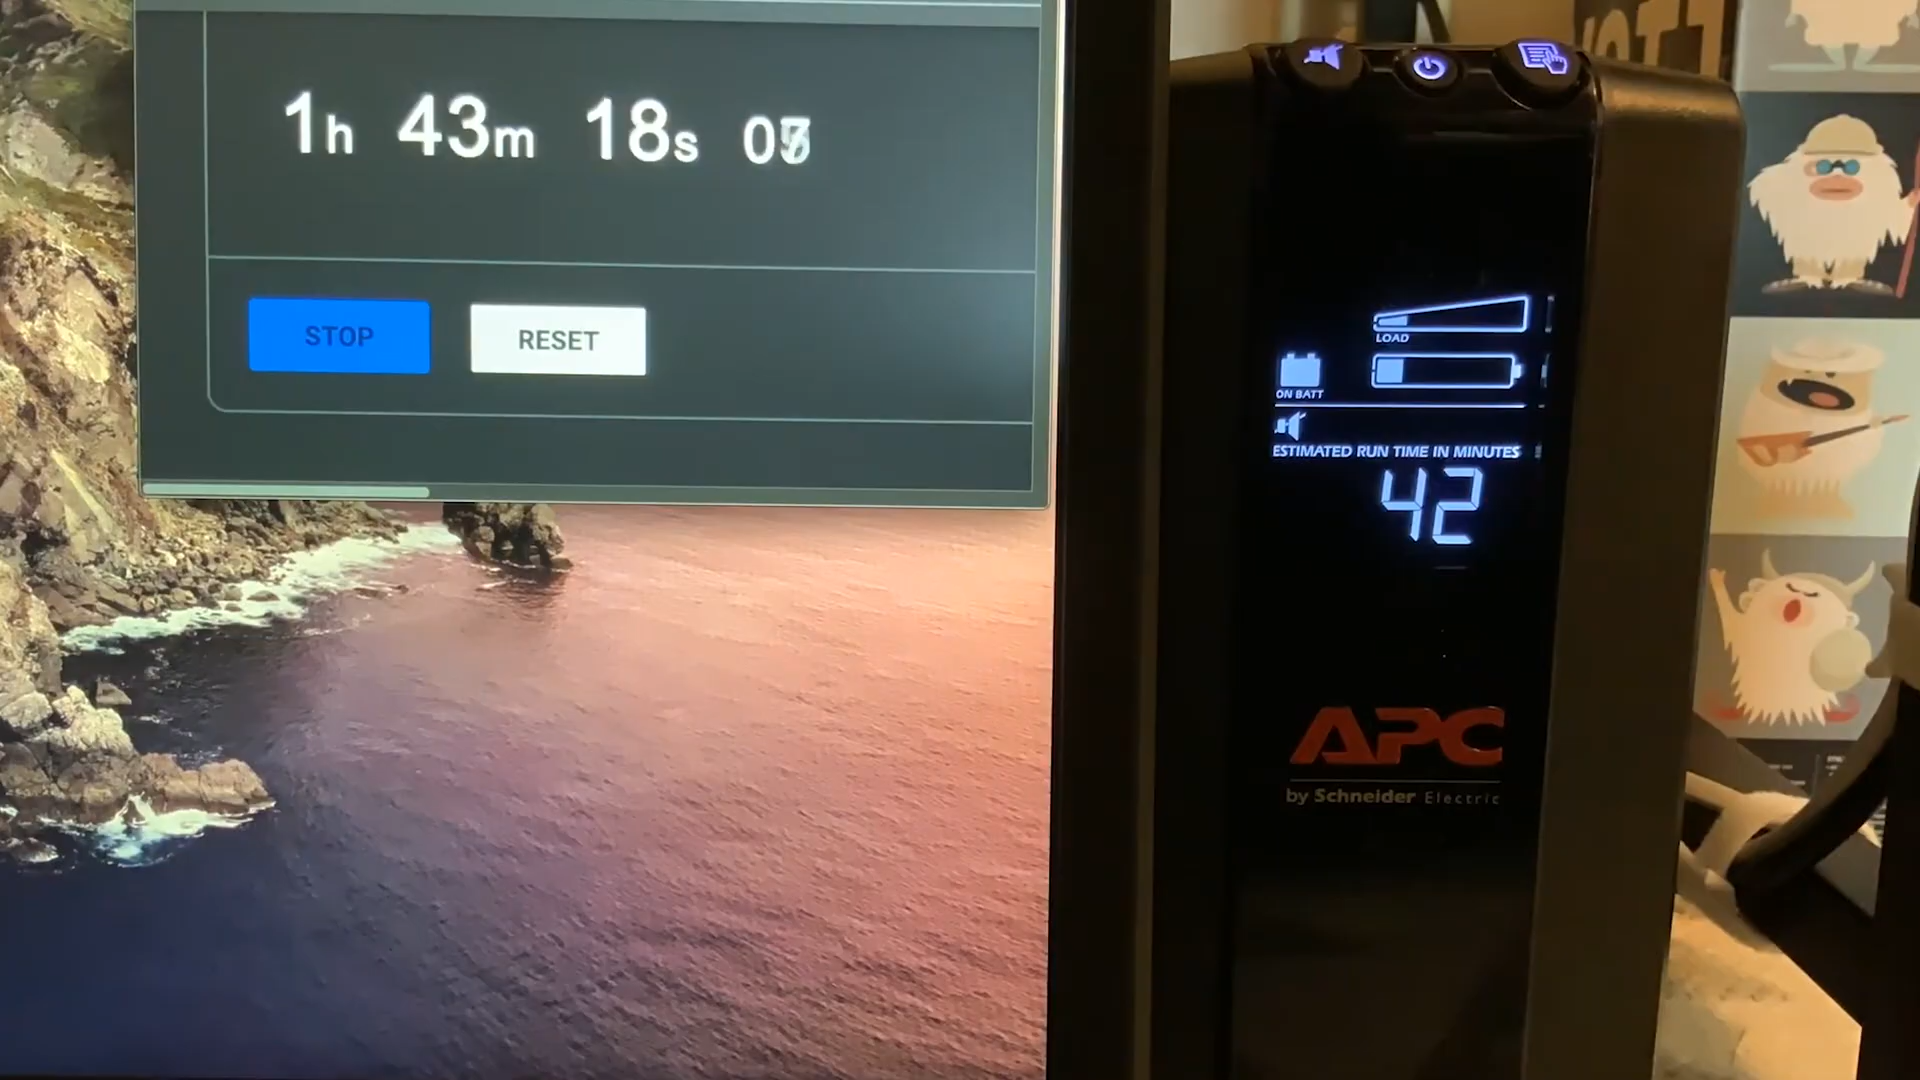 1h 43m 18s
STOP RESET
LOAD
ON BATT
ESTIMATED RUN TIME IN MINUTES
42
APC
by Schneider Electric